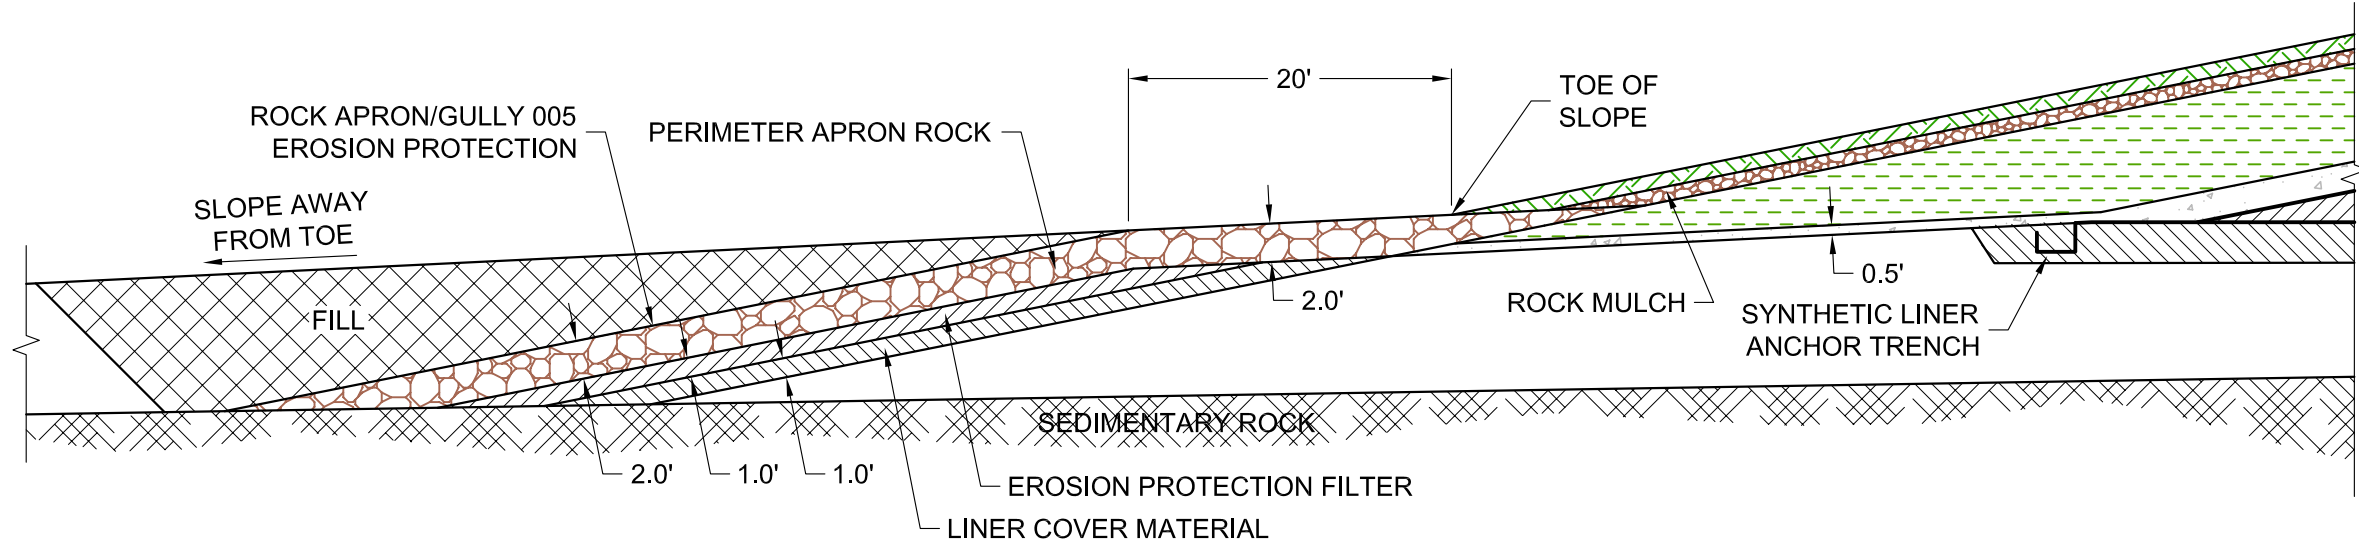 20'
TOE OF
SLOPE
ROCK APRON/GULLY 005
EROSION PROTECTION
PERIMETER APRON ROCK
SLOPE AWAY
FROM TOE
FILL
2.0'
ROCK MULCH
0.5'
SYNTHETIC LINER
ANCHOR TRENCH
SEDIMENTARY ROCK
2.0'
1.0'
1.0'
EROSION PROTECTION FILTER
LINER COVER MATERIAL